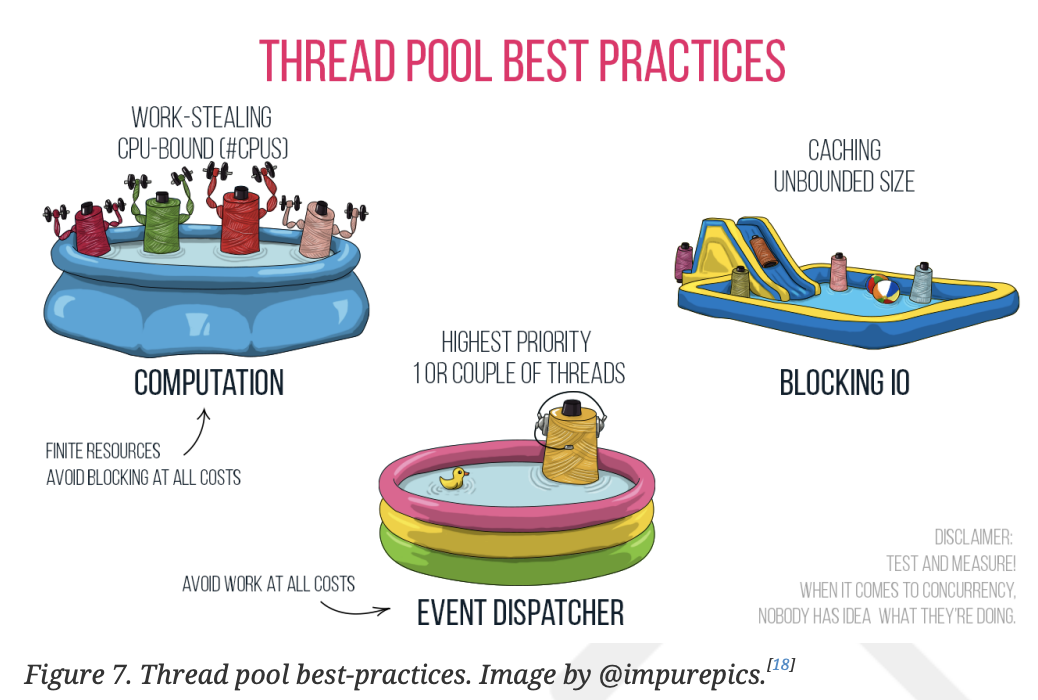 THREAD POOL BEST PRACTICES
WORK-STEALING
CPU-BOUND (#CPUS)
CACHING
UNBOUNDED SIZE
HIGHEST PRIORITY
1 OR COUPLE OF THREADS
COMPUTATION
BLOCKING IO
FINITE RESOURCES
AVOID BLOCKING AT ALL COSTS
AVOID WORK AT ALL COSTS
EVENT DISPATCHER
DISCLAIMER:
TEST AND MEASURE!
WHEN IT COMES TO CONCURRENCY,
NOBODY HAS IDEA WHAT THEY'RE DOING.
Figure 7. Thread pool best-practices. Image by @impurepics.[18]